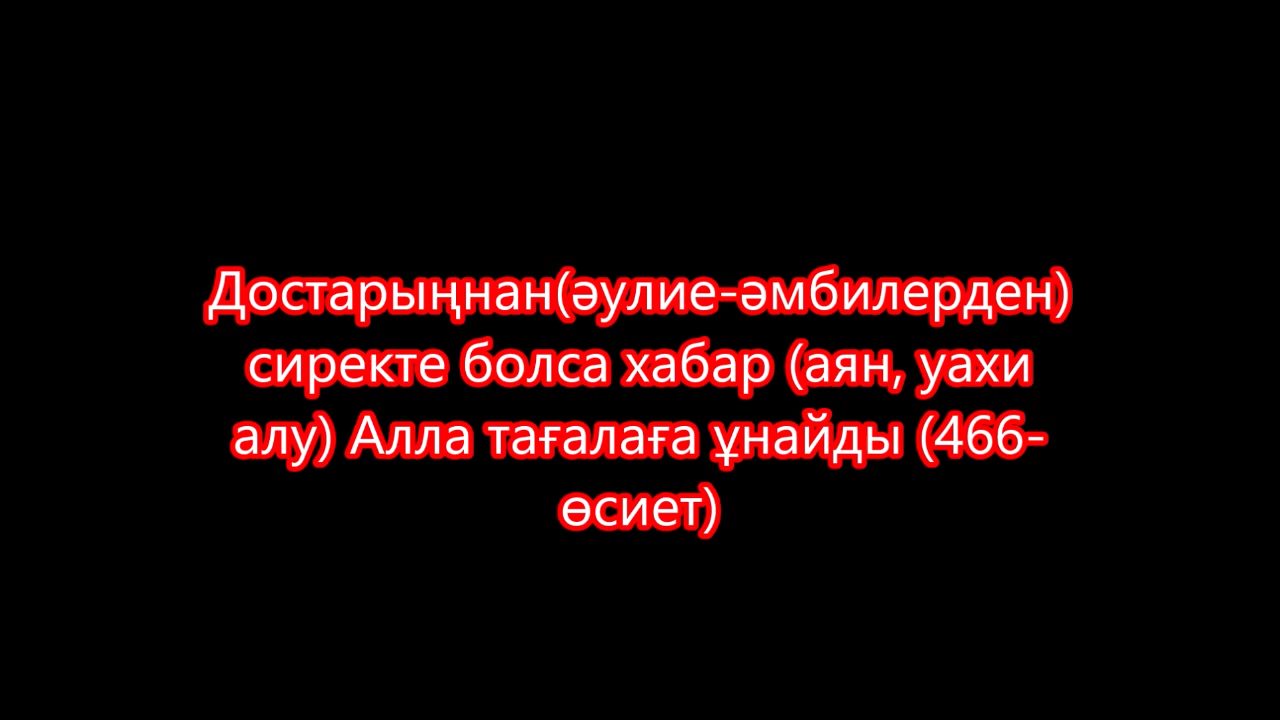 Достарыңнан(әулие-әмбилерден)
сиректе болса хабар (аян, уахи
алу) Алла тағалаға ұнайды (466-
өсиет)